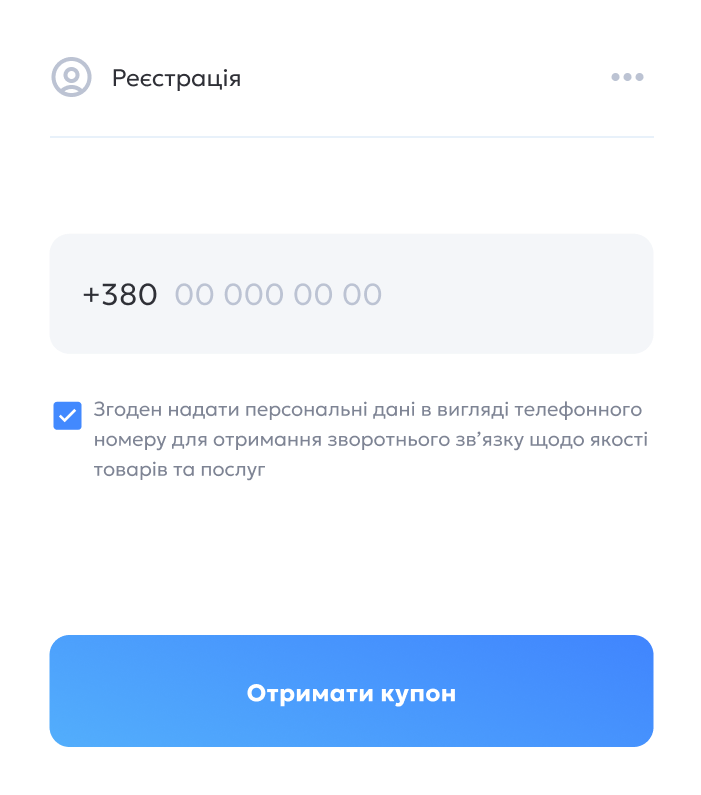 Реєстрація
+380 00 000 00 00
Згоден надати персональні дані в вигляді телефонного
номеру для отримання зворотнього зв’язку щодо якості
товарів та послуг
Отримати купон